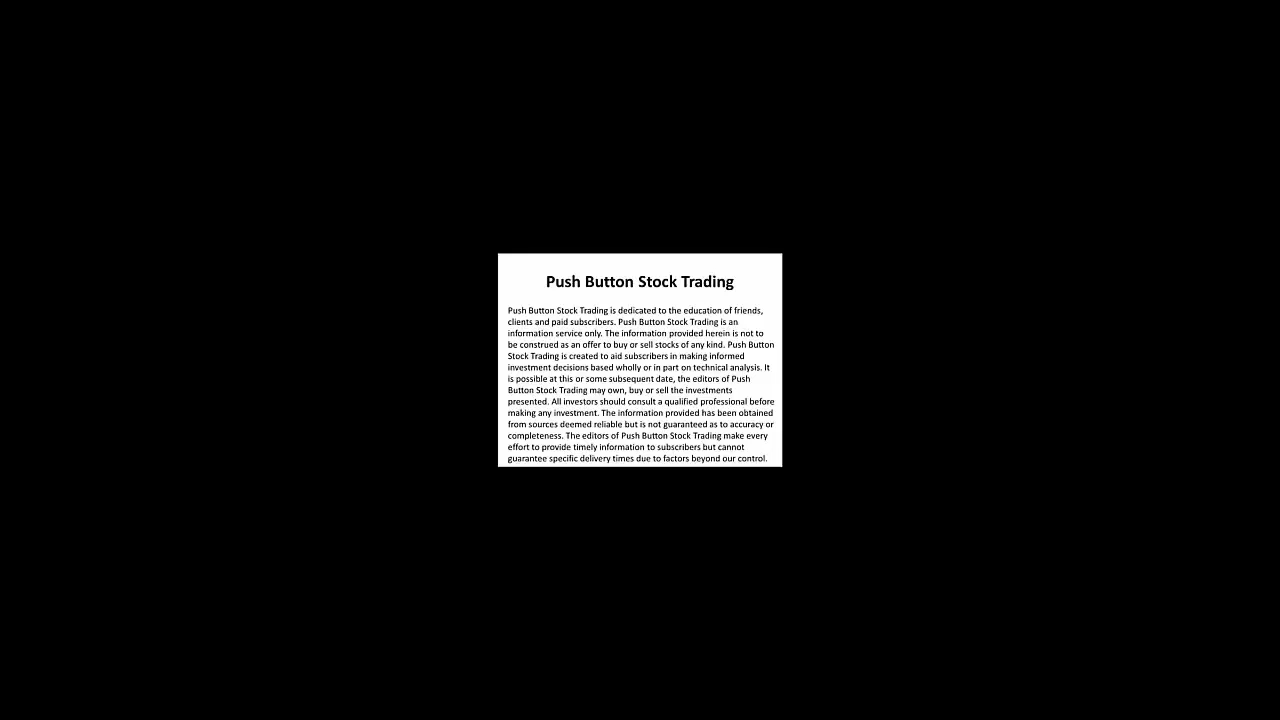 Push Button Stock Trading
Push Button Stock Trading is dedicated to the education of friends,
clients and paid subscribers. Push Button Stock Trading is an
information service only. The information provided herein is not to
be construed as an offer to buy or sell stocks of any kind. Push Button
Stock Trading is created to aid subscribers in making informed
investment decisions based wholly or in part on technical analysis. It
is possible at this or some subsequent date, the editors of Push
Button Stock Trading may own, buy or sell the investments
presented. All investors should consult a qualified professional before
making any investment. The information provided has been obtained
from sources deemed reliable but is not guaranteed as to accuracy or
completeness. The editors of Push Button Stock Trading make every
effort to provide timely information to subscribers but cannot
guarantee specific delivery times due to factors beyond our control.